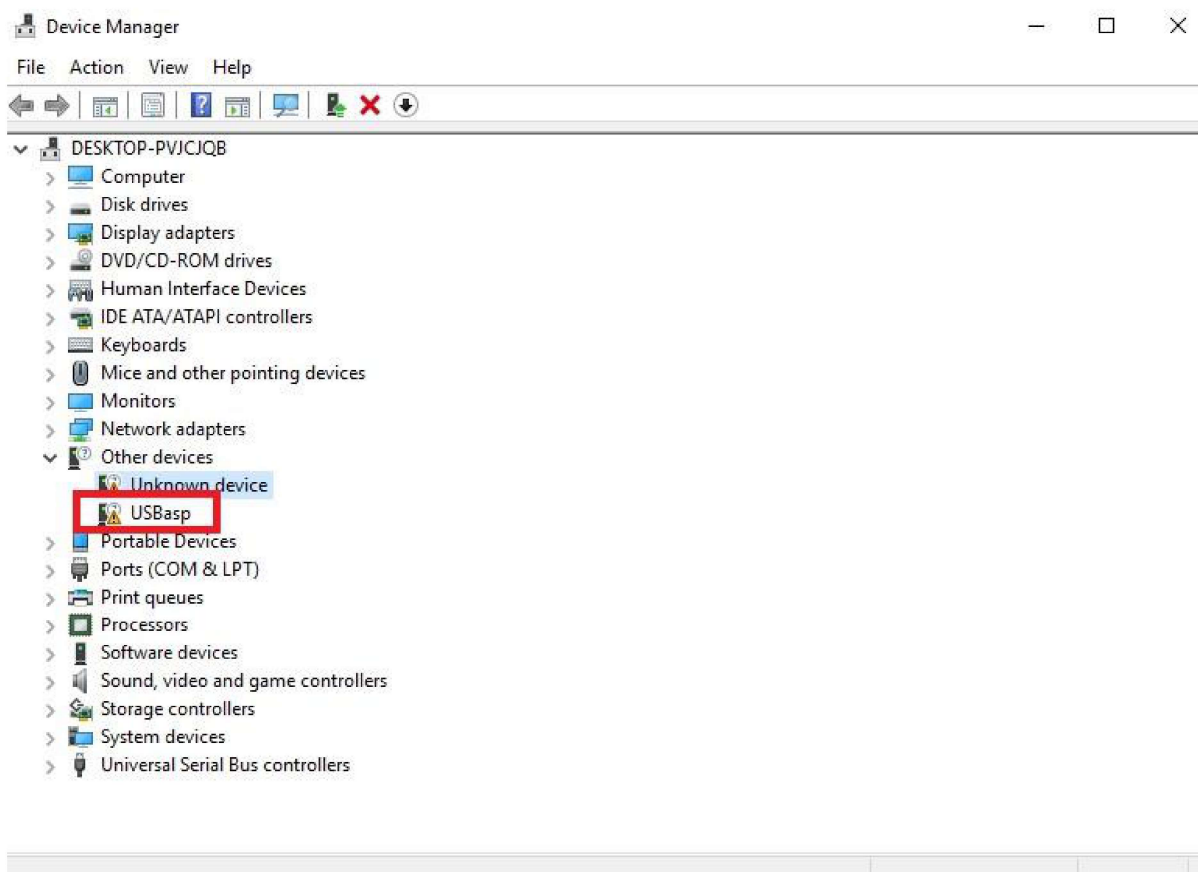 Device Manager
File Action View Help
DESKTOP-PVJCJQB
Computer
Disk drives
Display adapters
DVD/CD-ROM drives
Human Interface Devices
IDE ATA/ATAPI controllers
Keyboards
Mice and other pointing devices
Monitors
Network adapters
Other devices
Unknown device
USBasp
Portable Devices
Ports (COM & LPT)
Print queues
Processors
Software devices
Sound, video and game controllers
Storage controllers
System devices
Universal Serial Bus controllers